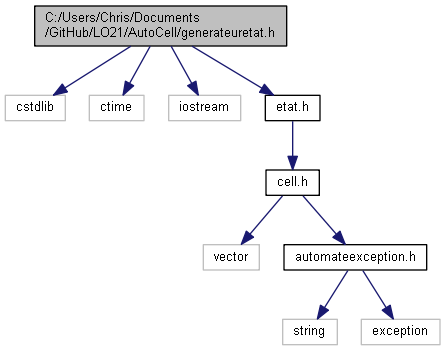 C:/Users/Chris/Documents
/GitHub/LO21/AutoCell/generateuretat.h
cstdlib
ctime
iostream
etat.h
cell.h
vector
automateexception.h
string
exception